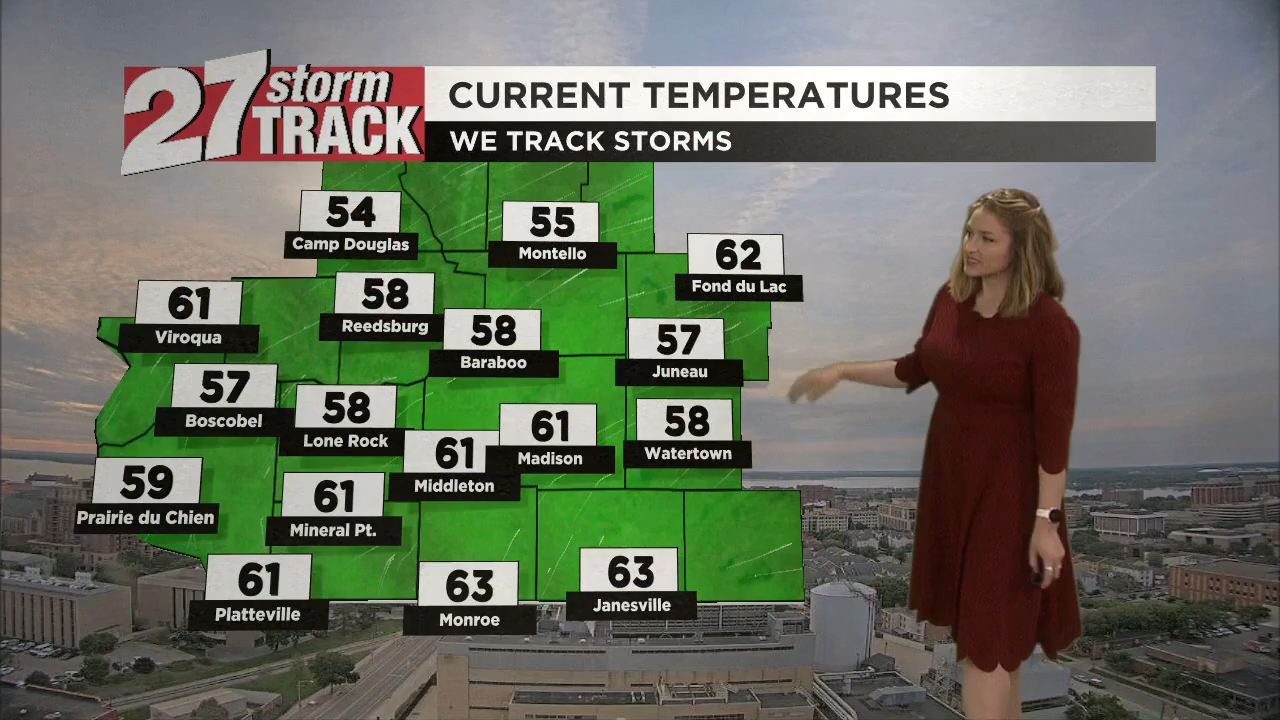 27 storm TRACK
CURRENT TEMPERATURES
WE TRACK STORMS
54
Camp Douglas
55
Montello
62
Fond du Lac
61
Viroqua
58
Reedsburg
58
Baraboo
57
Juneau
57
Boscobel
58
Lone Rock
61
Middleton
61
Madison
58
Watertown
59
Prairie du Chien
61
Mineral Pt.
61
Platteville
63
Monroe
63
Janesville